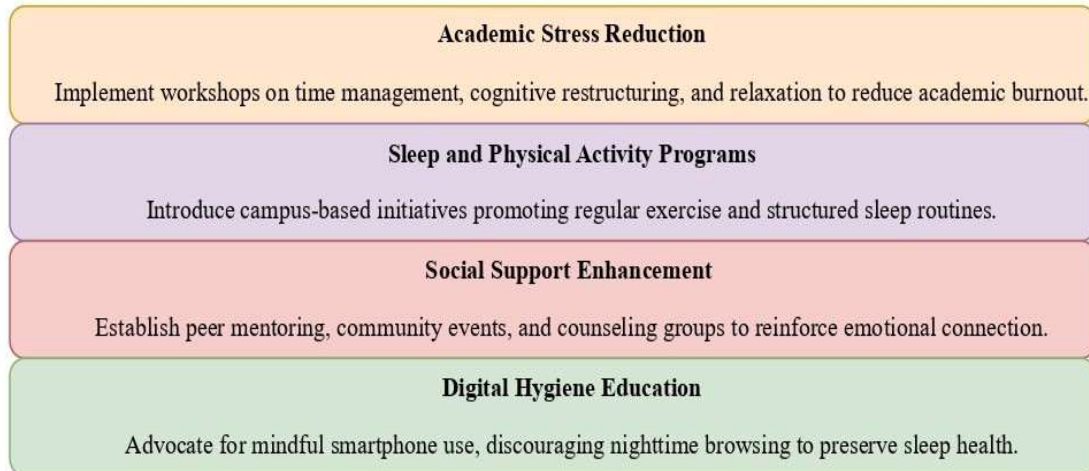 Academic Stress Reduction
Implement workshops on time management, cognitive restructuring, and relaxation to reduce academic burnout.
Sleep and Physical Activity Programs
Introduce campus-based initiatives promoting regular exercise and structured sleep routines.
Social Support Enhancement
Establish peer mentoring, community events, and counseling groups to reinforce emotional connection.
Digital Hygiene Education
Advocate for mindful smartphone use, discouraging nighttime browsing to preserve sleep health.